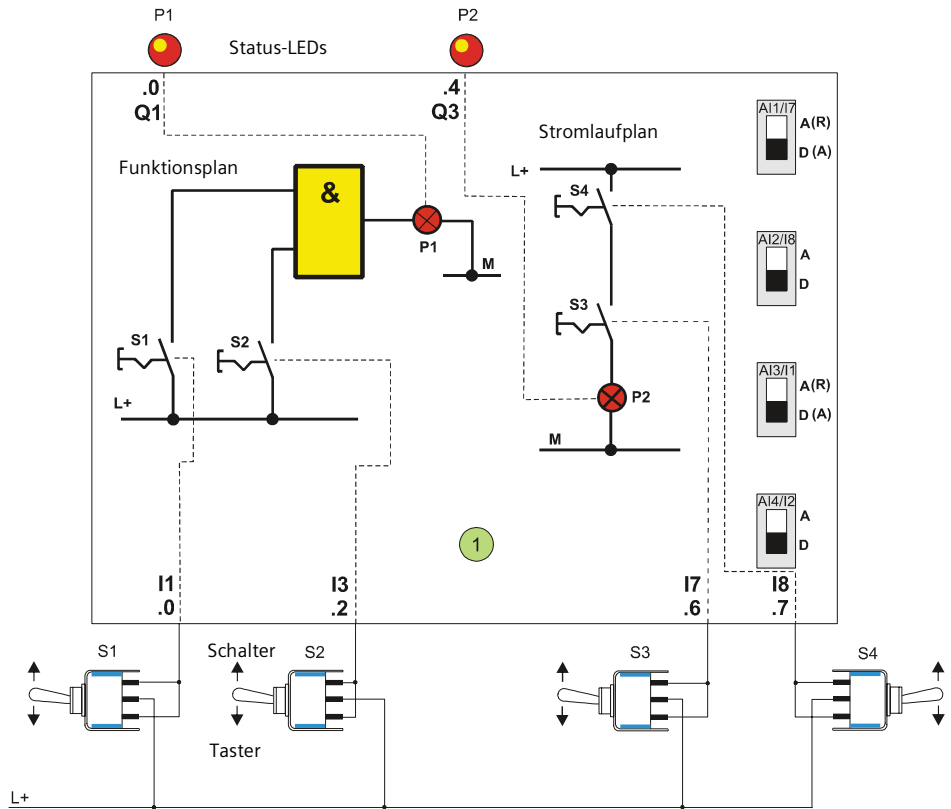 P1
P2
Status-LEDs
.0
Q1
.4
Q3
Funktionsplan
Stromlaufplan
&
P1
M
S1
S2
L+
L+
S4
S3
P2
M
AI1/I7
A(R)
D(A)
AI2/I8
A
D
AI3/I1
A(R)
D(A)
AI4/I2
A
D
1
I1
.0
I3
.2
I7
.6
I8
.7
S1
Schalter
S2
S3
S4
Taster
L+